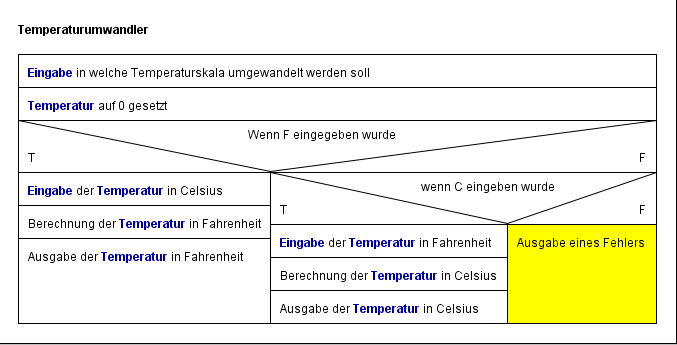 Temperaturumwandler
Eingabe in welche Temperaturskala umgewandelt werden soll
Temperatur auf 0 gesetzt
Wenn F eingegeben wurde
T
F
Eingabe der Temperatur in Celsius
Berechnung der Temperatur in Fahrenheit
Ausgabe der Temperatur in Fahrenheit
wenn C eingeben wurde
T
F
Eingabe der Temperatur in Fahrenheit
Berechnung der Temperatur in Celsius
Ausgabe der Temperatur in Celsius
Ausgabe eines Fehlers